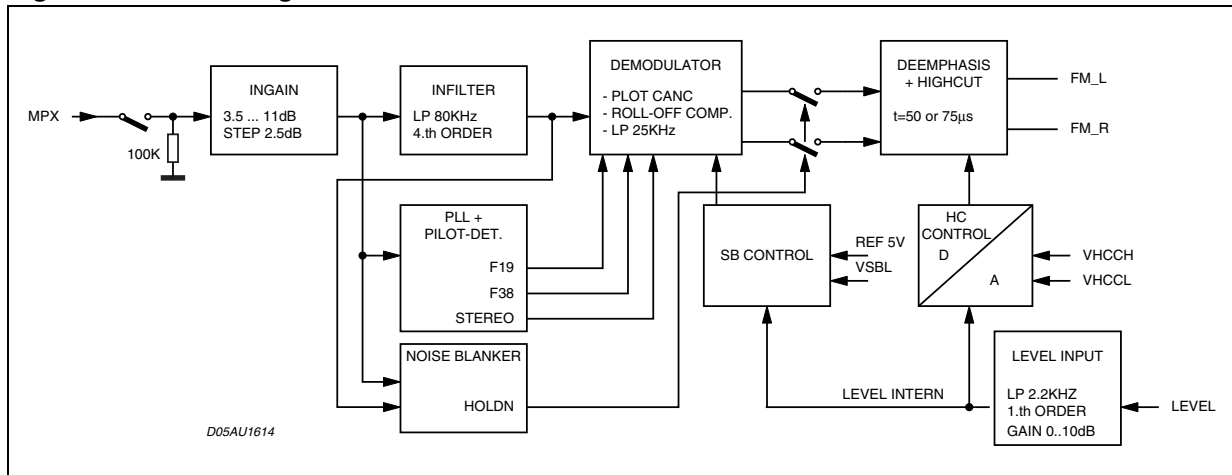 MPX
100K
INGAIN
3.5 ... 11dB
STEP 2.5dB
INFILTER
LP 80KHz
4.th ORDER
DEMODULATOR
- PLOT CANC
- ROLL-OFF COMP.
- LP 25KHz
DEEMPHASIS
+ HIGHCUT
t=50 or 75µs
FM_L
FM_R
PLL +
PILOT-DET.
F19
F38
STEREO
NOISE BLANKER
HOLDN
SB CONTROL
REF 5V
VSBL
HC
CONTROL
D
A
VHCCH
VHCCL
LEVEL INTERN
LEVEL INPUT
LP 2.2KHZ
1.th ORDER
GAIN 0..10dB
LEVEL
D05AU1614